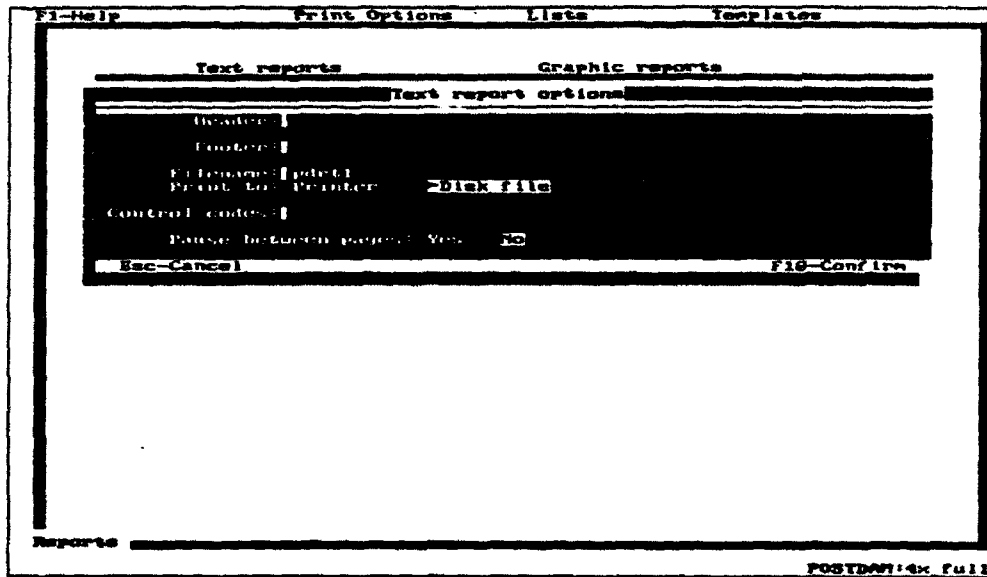 F1-Help Print Options Lists Templates
Text reports Graphic reports
Text report options
Header:
Footer:
Filename: pdet1
Print to: Printer >Disk file
Control codes:
Pause between pages: Yes No
Esc-Cancel F10-Confirm
Reports
POSTDAM:4x full